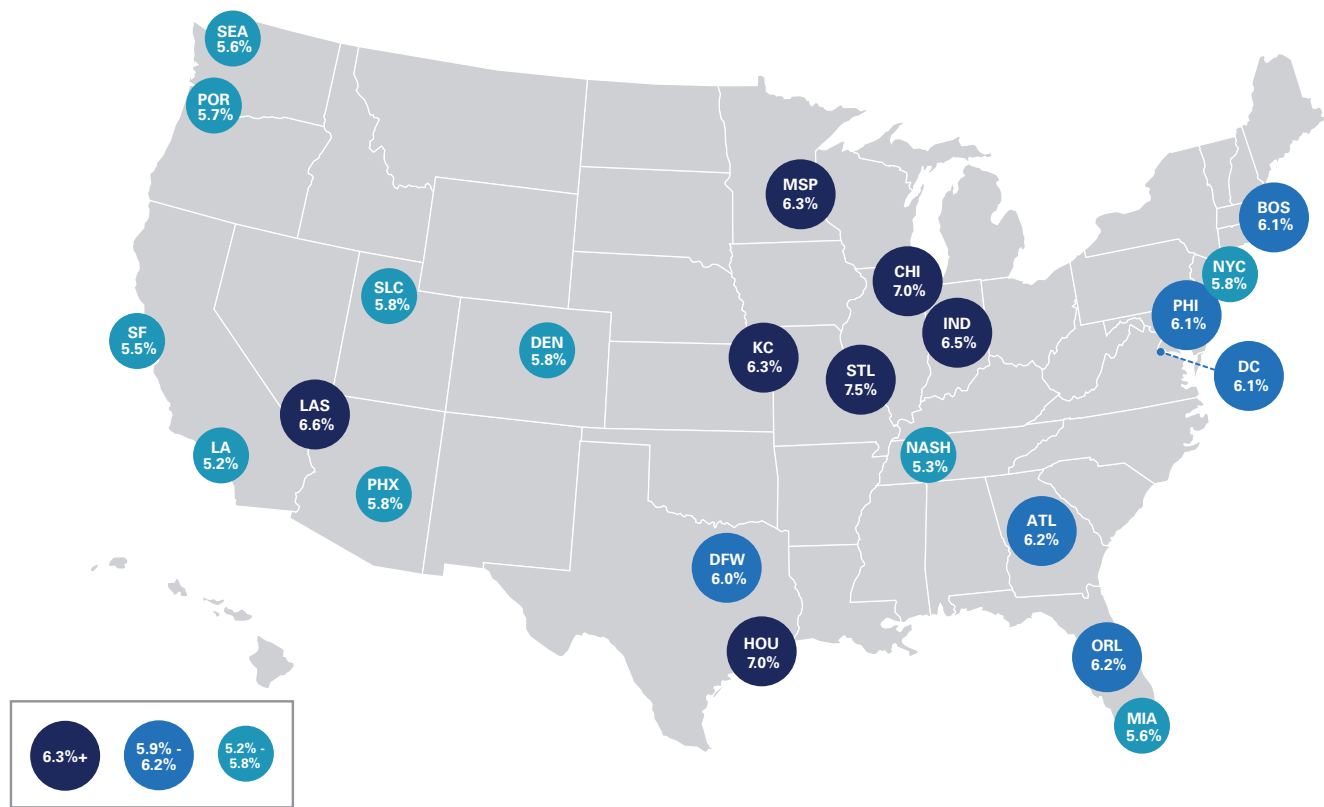 SEA
5.6%
POR
5.7%
MSP
6.3%
BOS
6.1%
CHI
7.0%
NYC
5.8%
SLC
5.8%
PHI
6.1%
IND
6.5%
SF
5.5%
DEN
5.8%
KC
6.3%
STL
7.5%
DC
6.1%
LAS
6.6%
LA
5.2%
NASH
5.3%
PHX
5.8%
ATL
6.2%
DFW
6.0%
HOU
7.0%
ORL
6.2%
MIA
5.6%
6.3%+
5.9% -
6.2%
5.2% -
5.8%